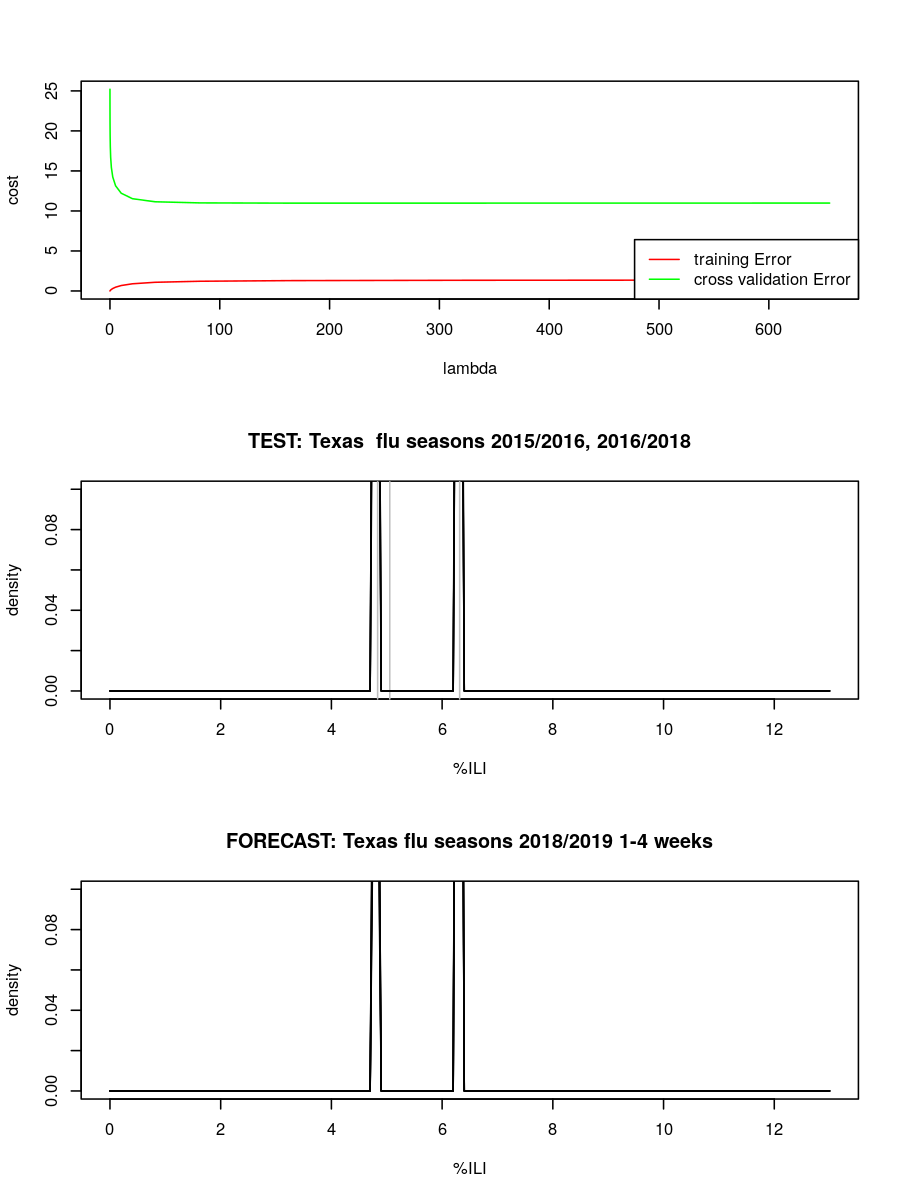 25
20
15
10
5
0
cost
training Error
cross validation Error
0 100 200 300 400 500 600
lambda
TEST: Texas  flu seasons 2015/2016, 2016/2018
0.08
0.04
0.00
density
0 2 4 6 8 10 12
%ILI
FORECAST: Texas flu seasons 2018/2019 1-4 weeks
0.08
0.04
0.00
density
0 2 4 6 8 10 12
%ILI